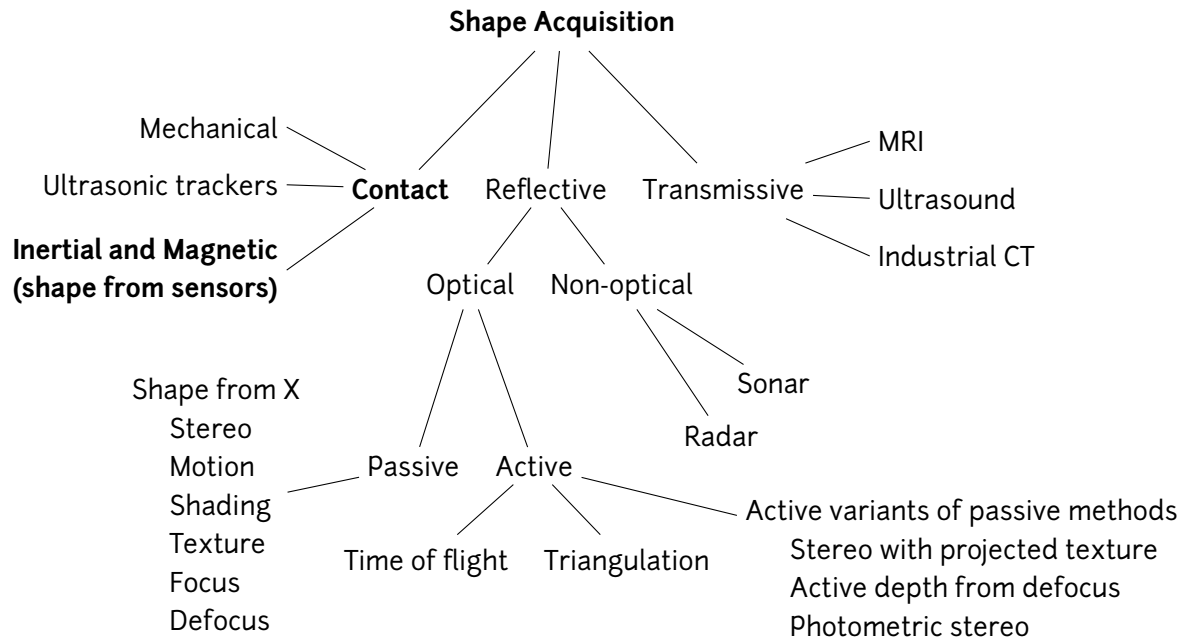 Shape Acquisition
Mechanical
Ultrasonic trackers
Inertial and Magnetic
(shape from sensors)
Contact
Reflective
Transmissive
MRI
Ultrasound
Industrial CT
Optical
Non-optical
Sonar
Radar
Shape from X
Stereo
Motion
Shading
Texture
Focus
Defocus
Passive
Active
Time of flight
Triangulation
Active variants of passive methods
Stereo with projected texture
Active depth from defocus
Photometric stereo